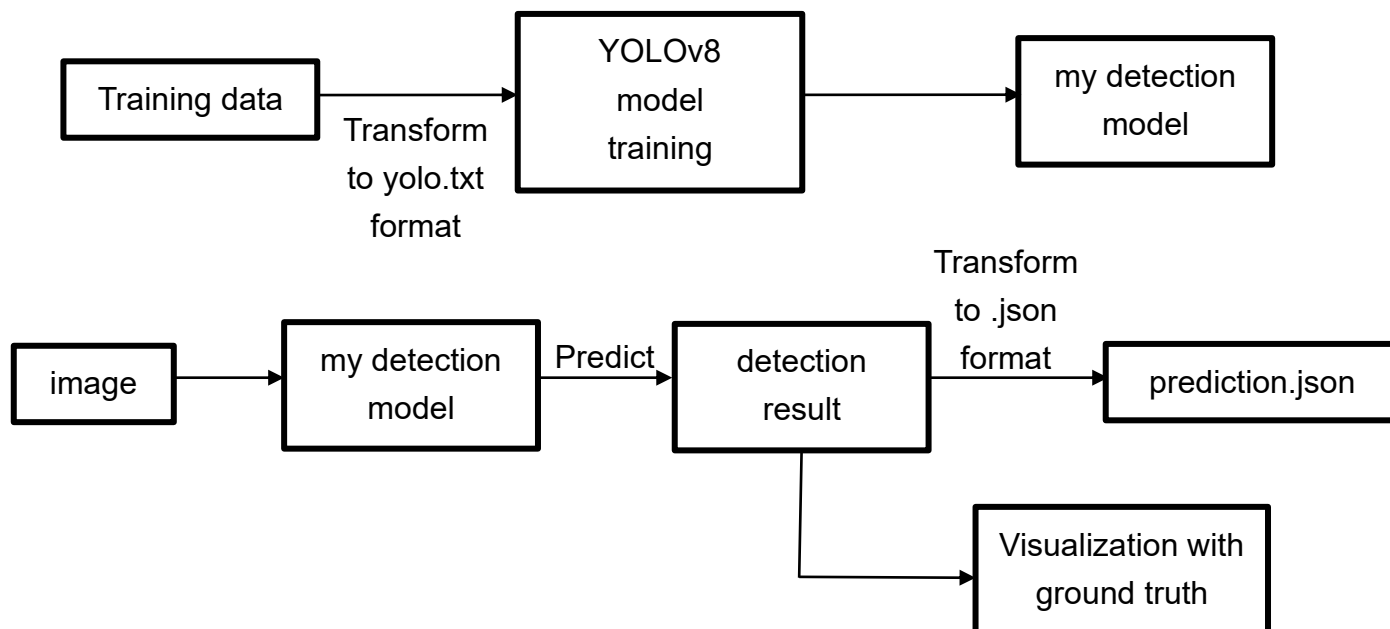 Training data
Transform
to yolo.txt
format
YOLOv8
model
training
my detection
model
image
my detection
model
Predict
detection
result
Transform
to .json
format
prediction.json
Visualization with
ground truth